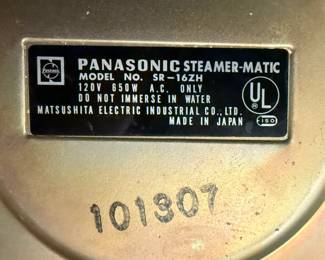 PANASONIC STEAMER-MATIC
MODEL NO. SR-16ZH
120V 650W A.C. ONLY
DO NOT IMMERSE IN WATER
MATSUSHITA ELECTRIC INDUSTRIAL CO., LTD.
MADE IN JAPAN
UL
101307